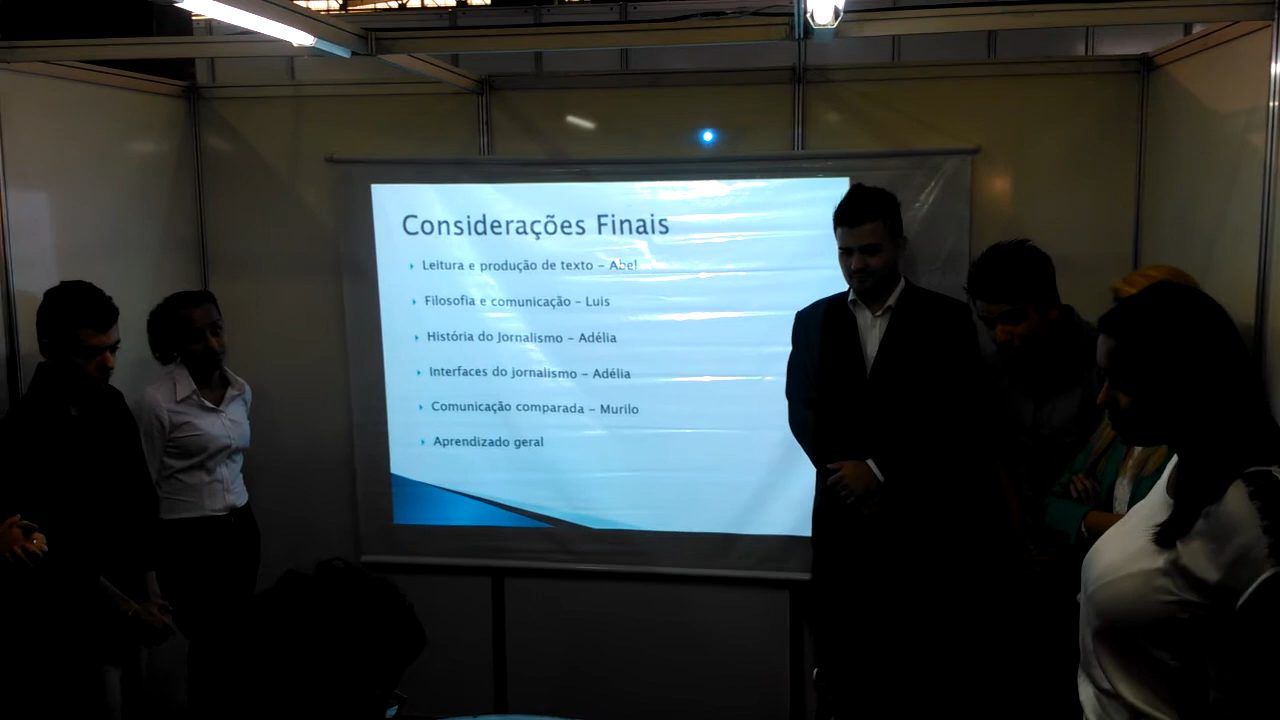 Considerações Finais
Leitura e produção de texto – Abel
Filosofia e comunicação – Luis
História do Jornalismo – Adélia
Interfaces do jornalismo – Adélia
Comunicação comparada – Murilo
Aprendizado geral